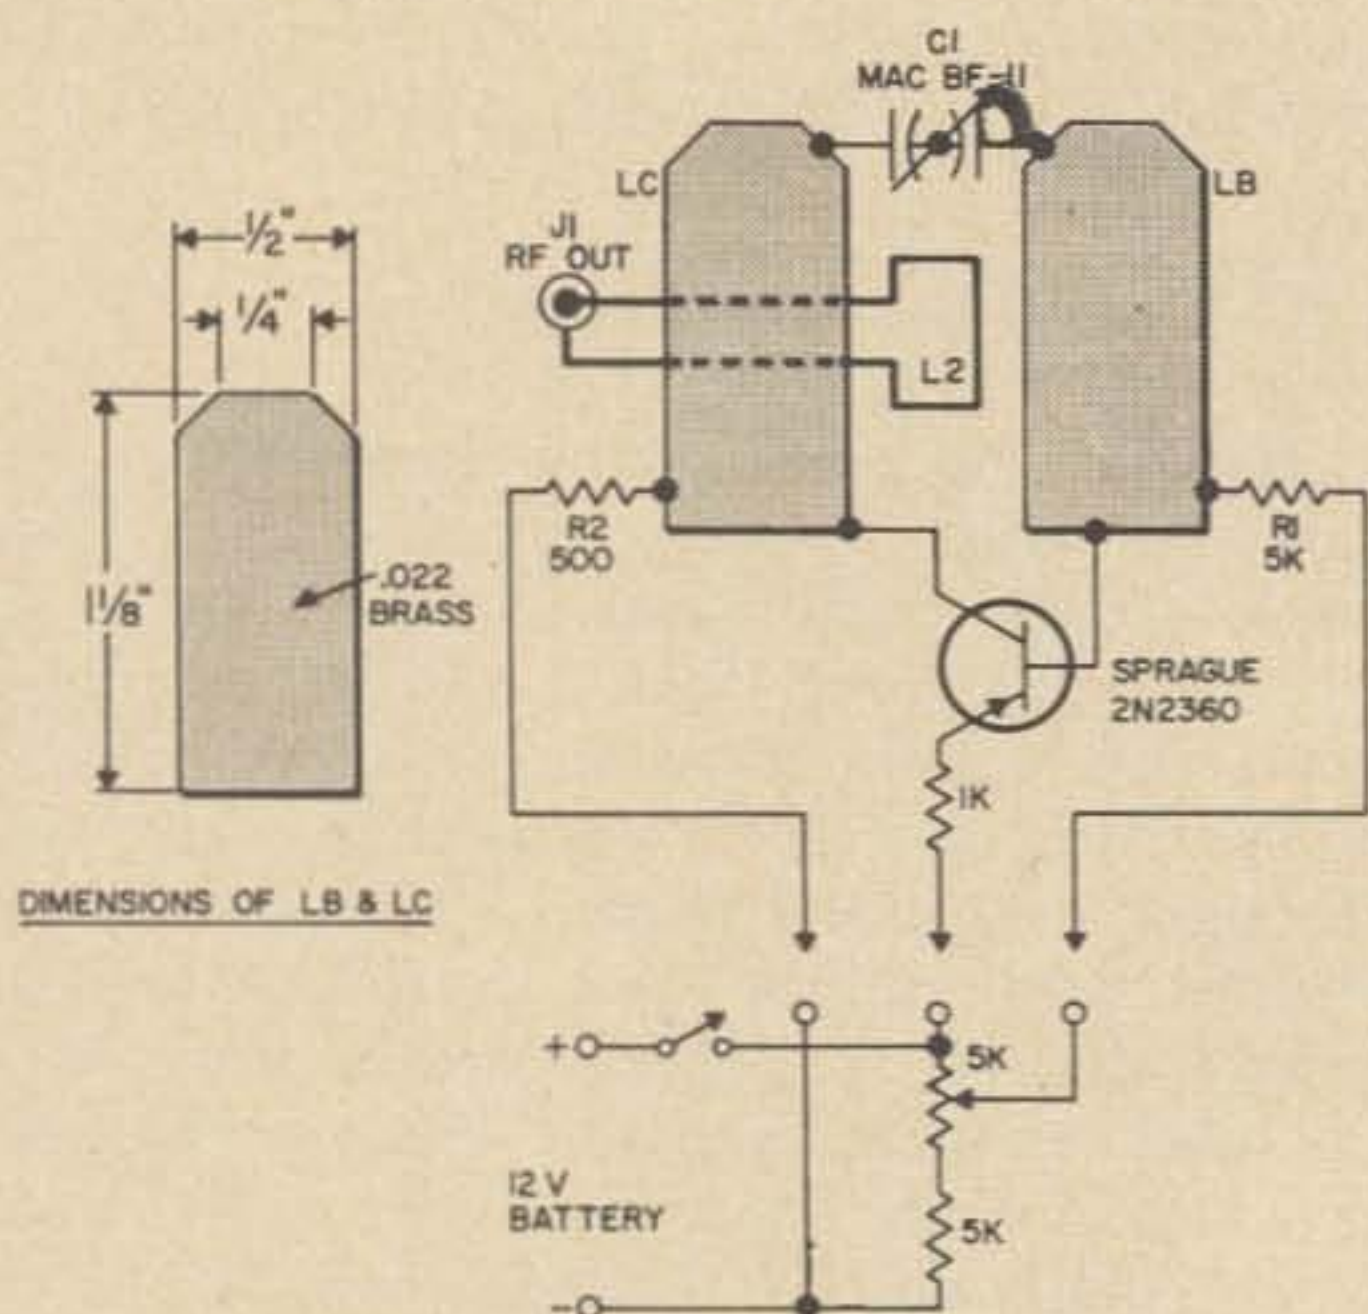 C1
MAC BF-11
LC
LB
J1
RF OUT
L2
1/2"
1/4"
1 1/8"
.022
BRASS
R2
500
R1
5K
SPRAGUE
2N2360
1K
DIMENSIONS OF LB & LC
+
5K
12 V
BATTERY
5K
-